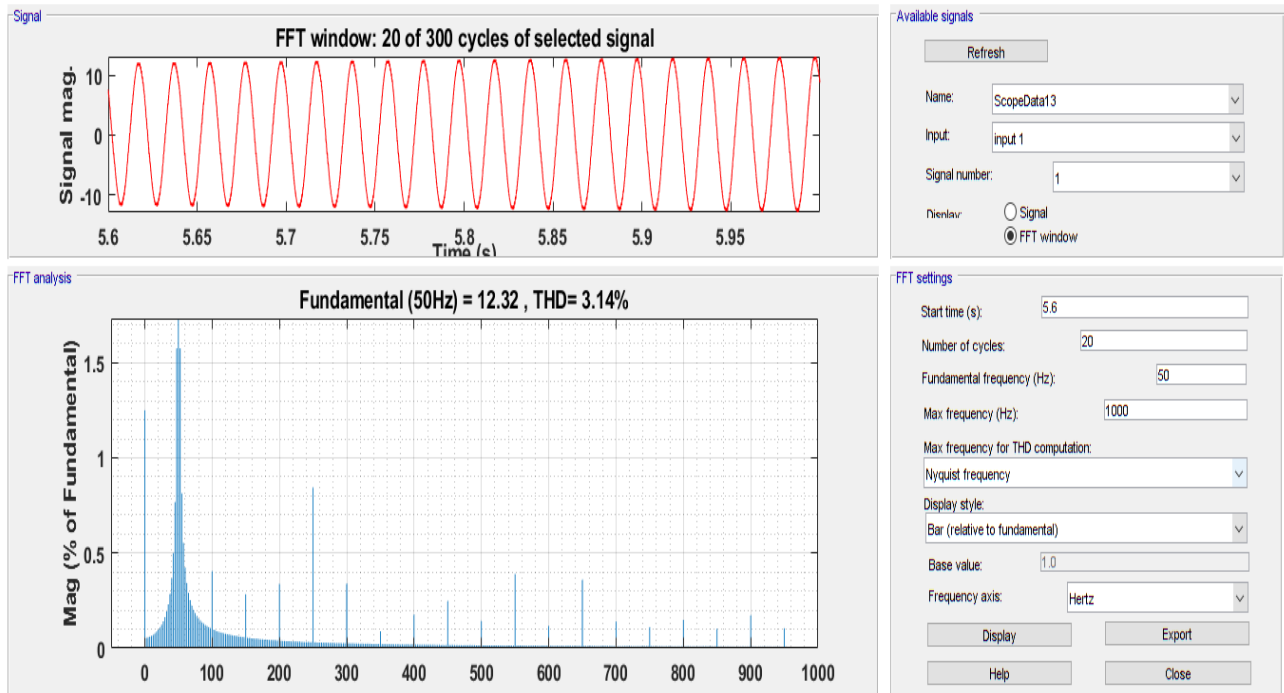 Signal
FFT window: 20 of 300 cycles of selected signal
Signal mag.
10
0
-10
5.6 5.65 5.7 5.75 5.8 5.85 5.9 5.95
Time (s)
Available signals
Refresh
Name: ScopeData13
Input: input 1
Signal number: 1
Display: Signal
FFT window
FFT analysis
Fundamental (50Hz) = 12.32 , THD= 3.14%
Mag (% of Fundamental)
1.5
1
0.5
0
0 100 200 300 400 500 600 700 800 900 1000
FFT settings
Start time (s): 5.6
Number of cycles: 20
Fundamental frequency (Hz): 50
Max frequency (Hz): 1000
Max frequency for THD computation:
Nyquist frequency
Display style:
Bar (relative to fundamental)
Base value: 1.0
Frequency axis: Hertz
Display Export
Help Close